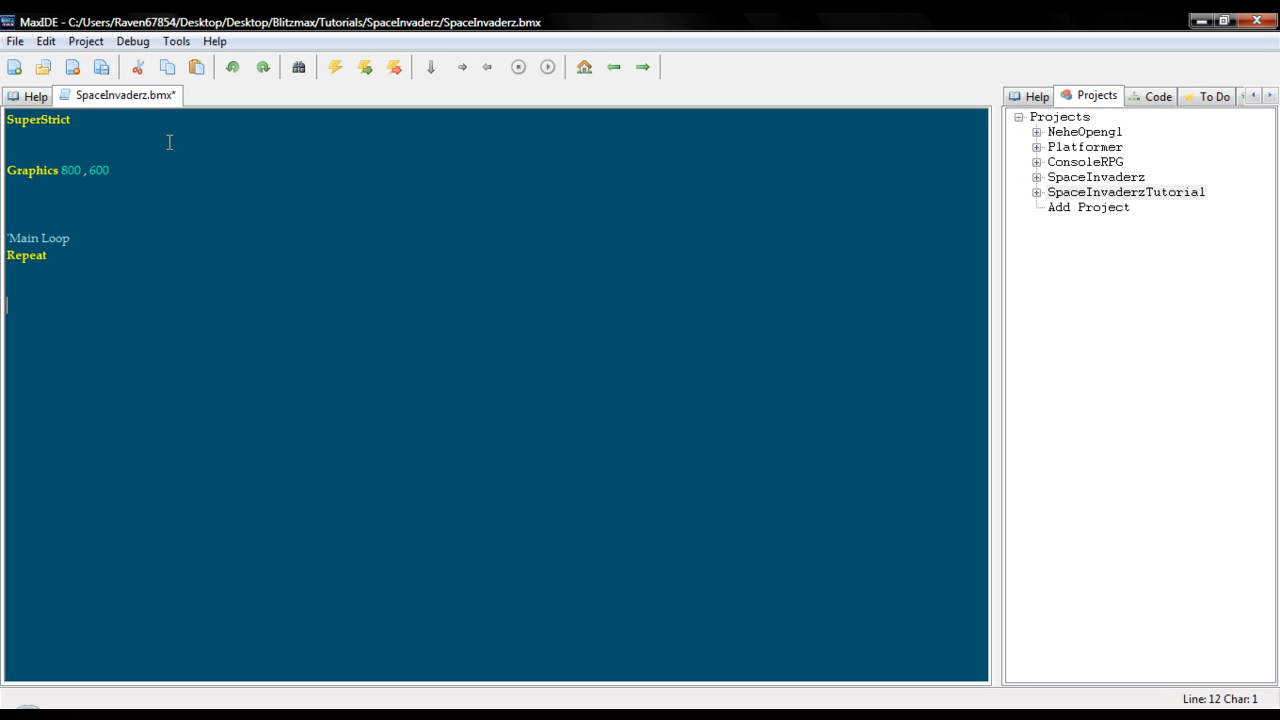 MaxIDE - C:/Users/Raven67854/Desktop/Desktop/Blitzmax/Tutorials/SpaceInvaderz/SpaceInvaderz.bmx
File Edit Project Debug Tools Help
Help SpaceInvaderz.bmx*
SuperStrict
Graphics 800 , 600
'Main Loop
Repeat
Help Projects Code To Do
Projects
NeheOpengl
Platformer
ConsoleRPG
SpaceInvaderz
SpaceInvaderzTutorial
Add Project
Line: 12 Char: 1